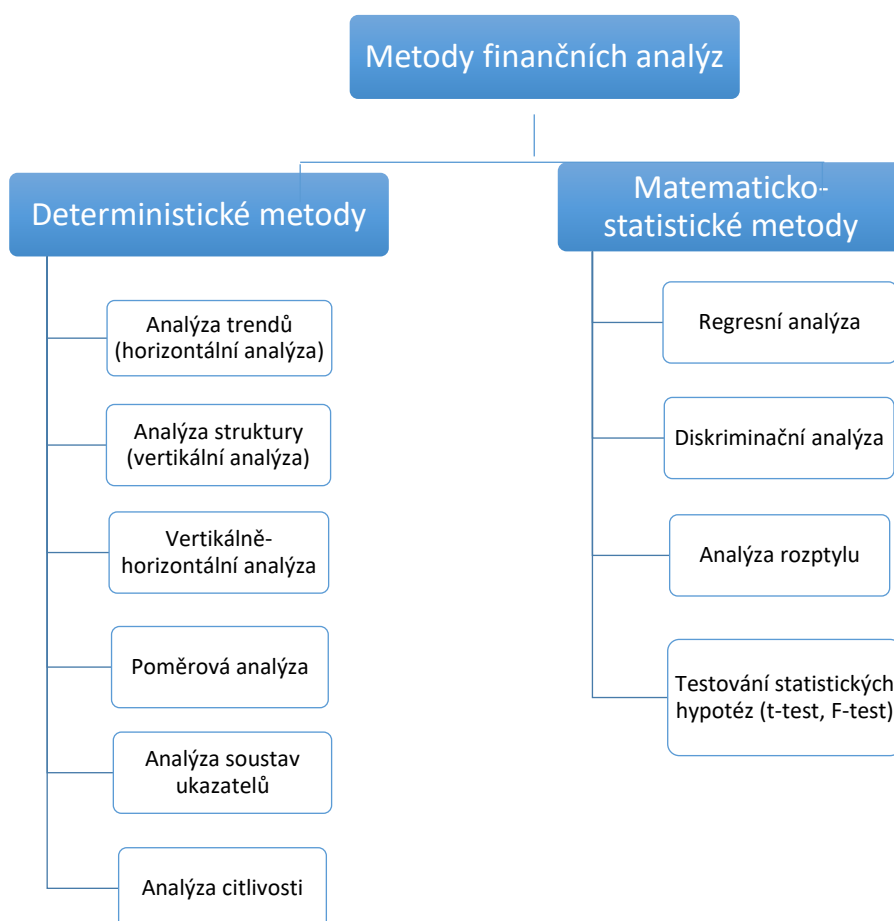 Metody finančních analýz
Deterministické metody
Analýza trendů
(horizontální analýza)
Analýza struktury
(vertikální analýza)
Vertikálně-
horizontální analýza
Poměrová analýza
Analýza soustav
ukazatelů
Analýza citlivosti
Matematicko-
statistické metody
Regresní analýza
Diskriminační analýza
Analýza rozptylu
Testování statistických
hypotéz (t-test, F-test)